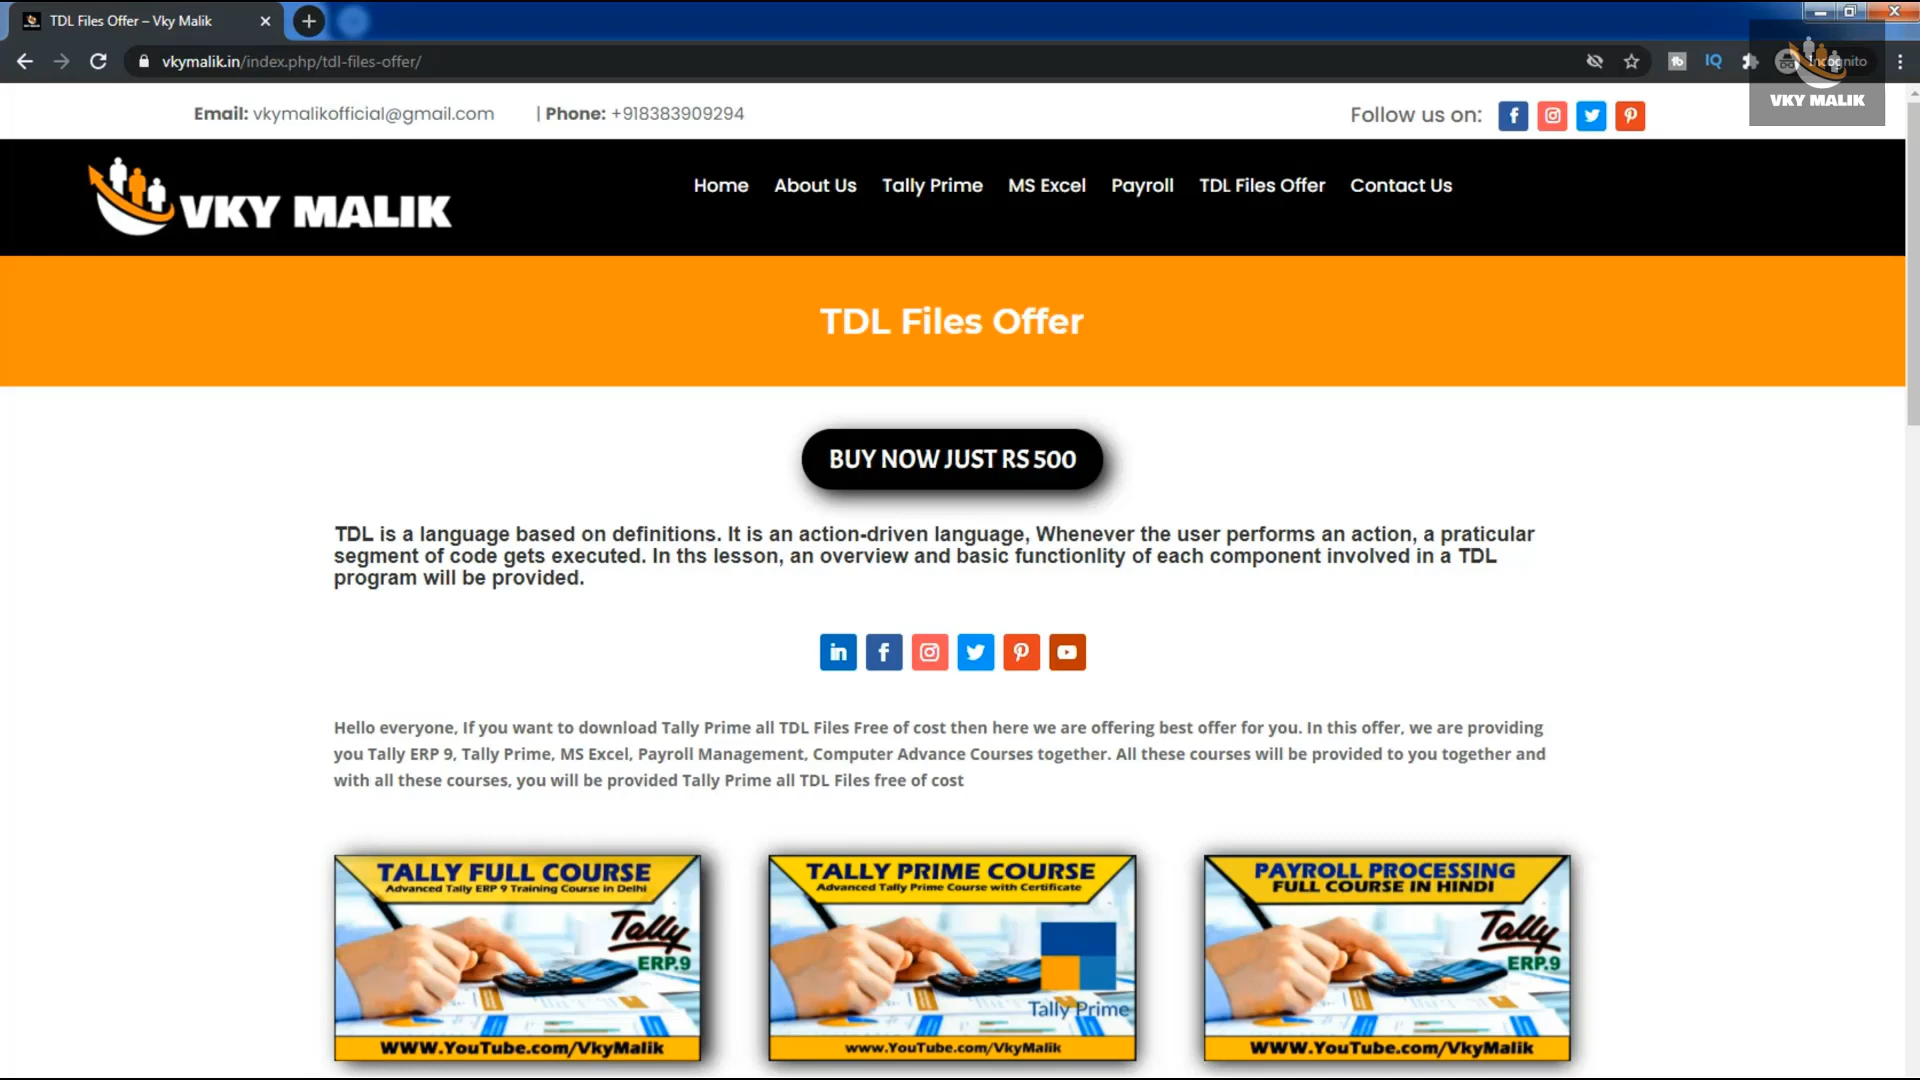 TDL Files Offer – Vky Malik
vkymalik.in/index.php/tdl-files-offer/
Incognito
VKY MALIK
Email: vkymalikofficial@gmail.com | Phone: +918383909294
Follow us on:
VKY MALIK
Home About Us Tally Prime MS Excel Payroll TDL Files Offer Contact Us
TDL Files Offer
BUY NOW JUST RS 500
TDL is a language based on definitions. It is an action-driven language, Whenever the user performs an action, a praticular
segment of code gets executed. In ths lesson, an overview and basic functionlity of each component involved in a TDL
program will be provided.
Hello everyone, If you want to download Tally Prime all TDL Files Free of cost then here we are offering best offer for you. In this offer, we are providing
you Tally ERP 9, Tally Prime, MS Excel, Payroll Management, Computer Advance Courses together. All these courses will be provided to you together and
with all these courses, you will be provided Tally Prime all TDL Files free of cost
TALLY FULL COURSE
Advanced Tally ERP 9 Training Course in Delhi
Tally
ERP.9
WWW.YouTube.com/VkyMalik
TALLY PRIME COURSE
Advanced Tally Prime Course with Certificate
Tally Prime
www.YouTube.com/VkyMalik
PAYROLL PROCESSING
FULL COURSE IN HINDI
Tally
ERP.9
WWW.YouTube.com/VkyMalik